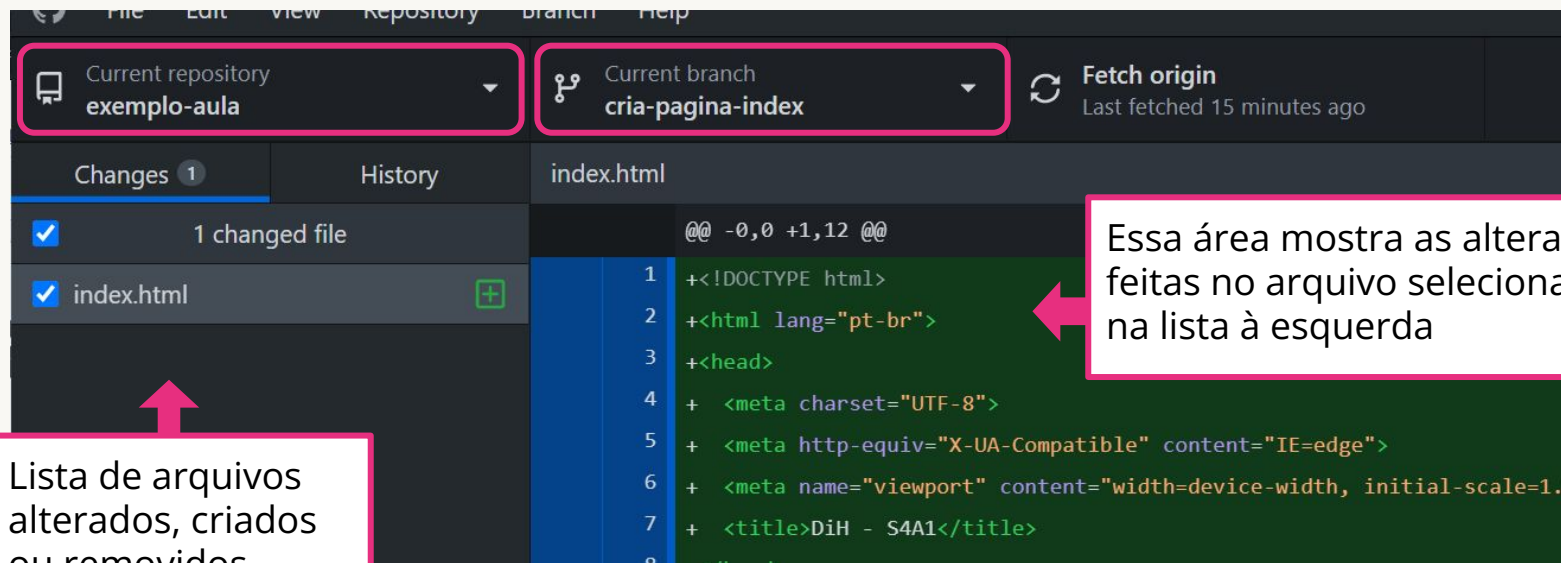 File Edit View Repository Branch Help
Current repository
exemplo-aula
Current branch
cria-pagina-index
Fetch origin
Last fetched 15 minutes ago
Changes 1
History
index.html
1 changed file
index.html
@@ -0,0 +1,12 @@
1 +<!DOCTYPE html>
2 +<html lang="pt-br">
3 +<head>
4 + <meta charset="UTF-8">
5 + <meta http-equiv="X-UA-Compatible" content="IE=edge">
6 + <meta name="viewport" content="width=device-width, initial-scale=1.
7 + <title>DiH - S4A1</title>
8
Essa área mostra as altera
feitas no arquivo seleciona
na lista à esquerda
Lista de arquivos
alterados, criados
ou removidos